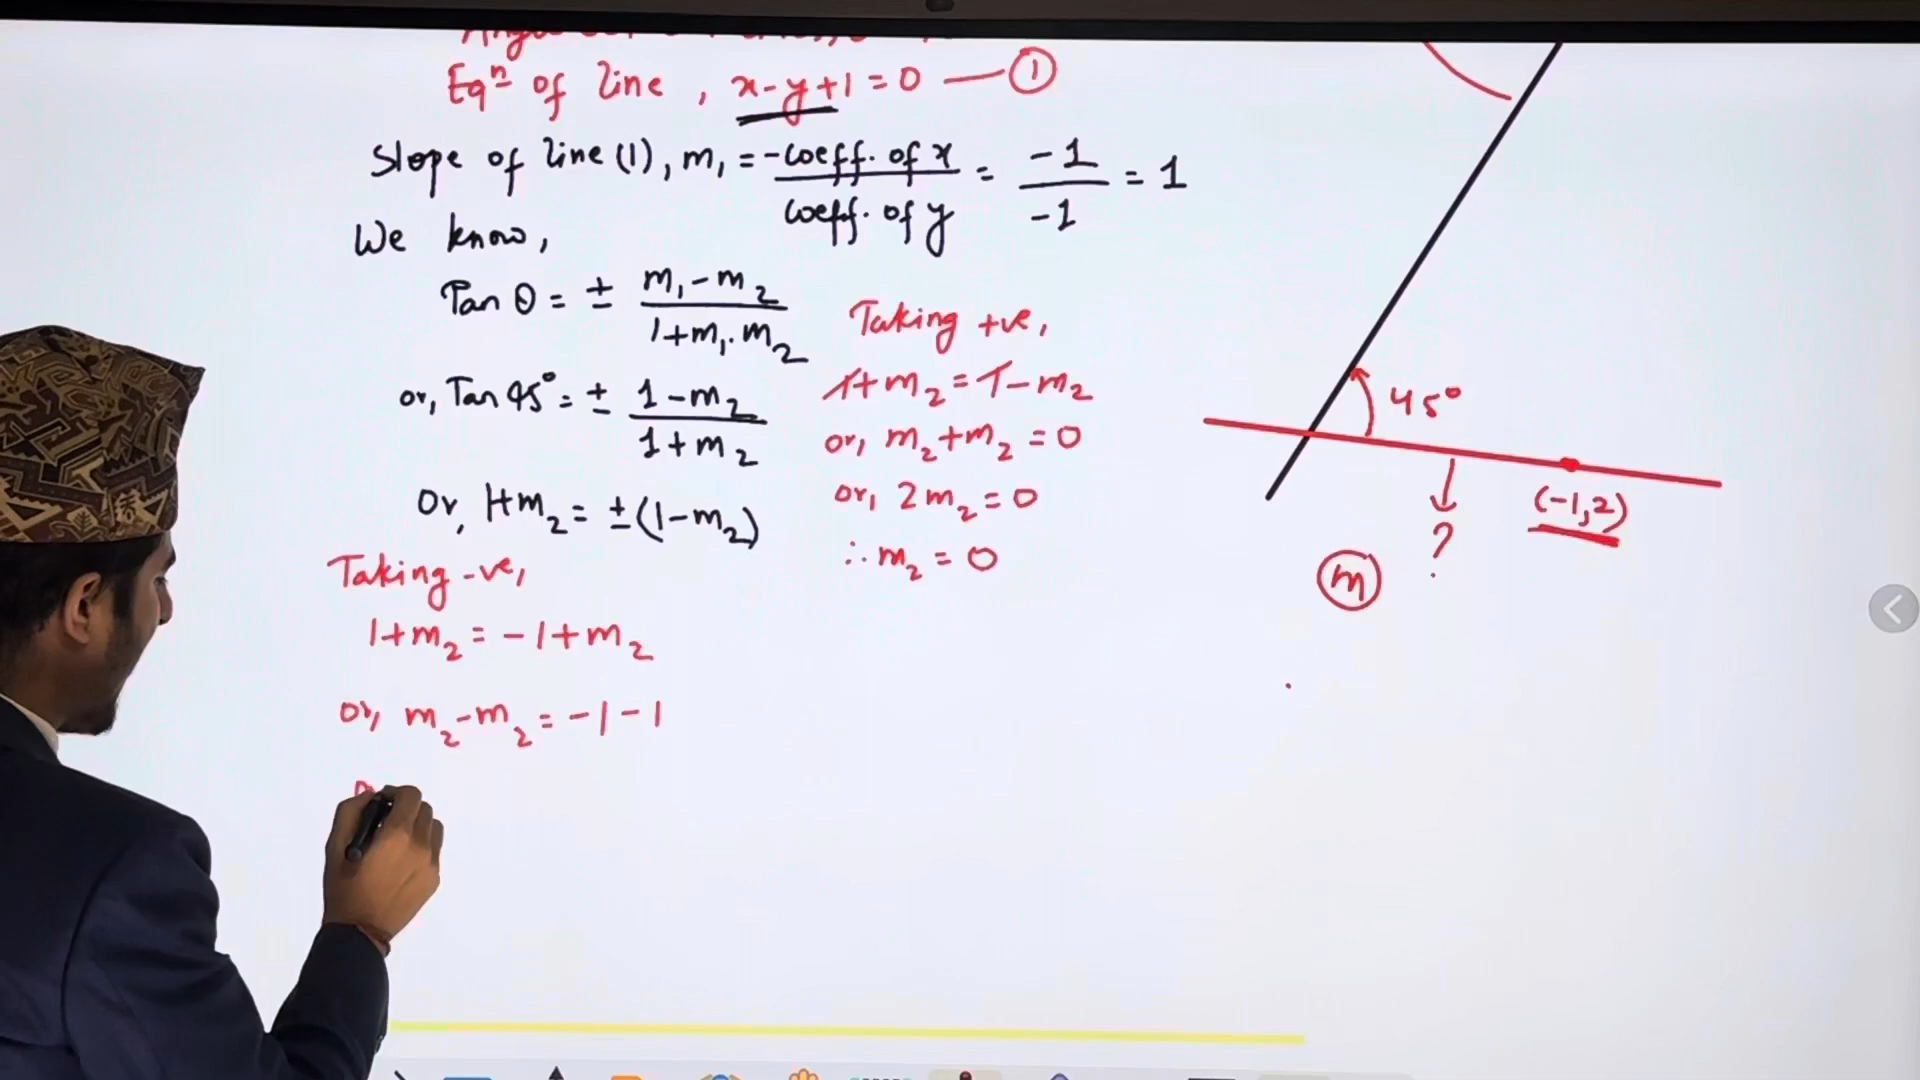 Eqⁿ of line, x-y+1=0 — ①
Slope of line (1), m₁ = -coeff. of x / coeff. of y = -1 / -1 = 1
We know,
Tan θ = ± m₁-m₂ / 1+m₁.m₂
or, Tan 45° = ± 1-m₂ / 1+m₂
Or, 1+m₂ = ±(1-m₂)
Taking -ve,
1+m₂ = -1+m₂
or, m₂-m₂ = -1-1
Taking +ve,
1+m₂ = 1-m₂
or, m₂+m₂ = 0
or, 2m₂ = 0
∴ m₂ = 0
45°
(-1,2)
?
m